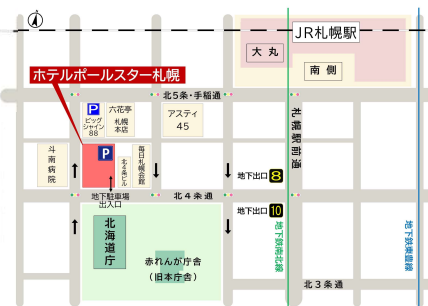 JR札幌駅
大丸
南側
ホテルポールスター札幌
北5条・手稲通
P
ビッグ
シャイン
88
六花亭
札幌
本店
アスティ
45
札幌駅前通
斗南病院
P
北4条ビル
毎日札幌会館
地下出口 8
地下駐車場
出入口
北4条通
地下出口 10
北海道庁
赤れんが庁舎
(旧本庁舎)
地下鉄南北線
地下鉄東豊線
北3条通